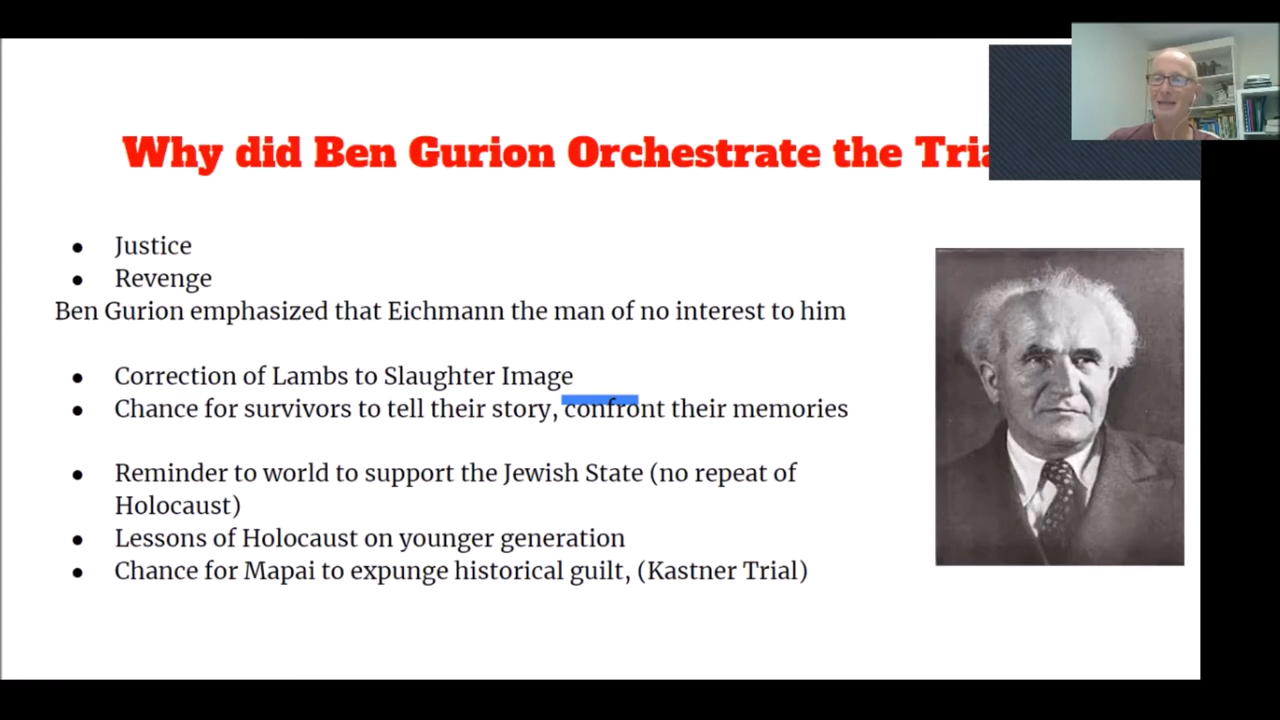 Why did Ben Gurion Orchestrate the Tria
● Justice
● Revenge
Ben Gurion emphasized that Eichmann the man of no interest to him
● Correction of Lambs to Slaughter Image
● Chance for survivors to tell their story, confront their memories
● Reminder to world to support the Jewish State (no repeat of
Holocaust)
● Lessons of Holocaust on younger generation
● Chance for Mapai to expunge historical guilt, (Kastner Trial)